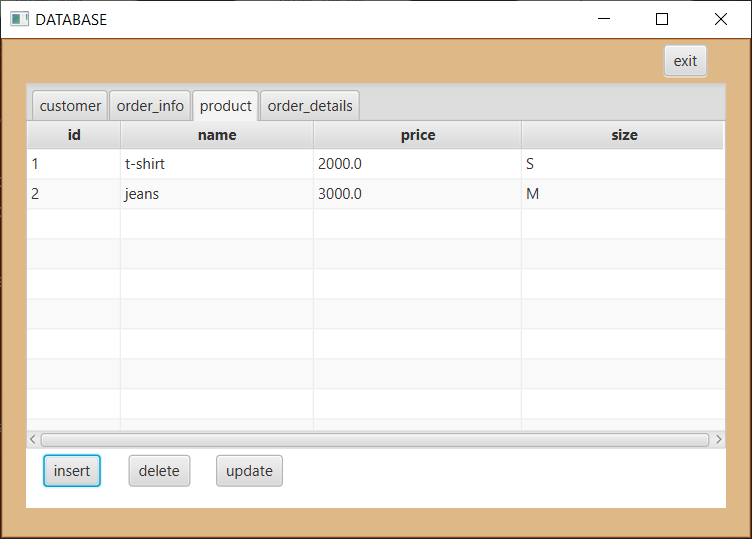 DATABASE
exit
customer order_info product order_details
id name price size
1 t-shirt 2000.0 S
2 jeans 3000.0 M
insert delete update